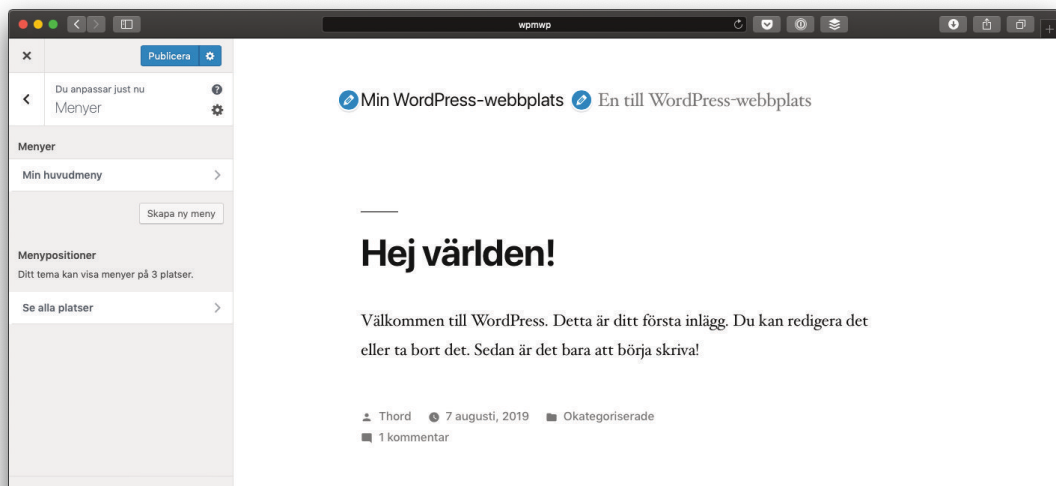 wpmwp
Publicera
Du anpassar just nu
Menyer
Menyer
Min huvudmeny
Skapa ny meny
Menypositioner
Ditt tema kan visa menyer på 3 platser.
Se alla platser
Min WordPress-webbplats En till WordPress-webbplats
Hej världen!
Välkommen till WordPress. Detta är ditt första inlägg. Du kan redigera det
eller ta bort det. Sedan är det bara att börja skriva!
Thord 7 augusti, 2019 Okategoriserade
1 kommentar